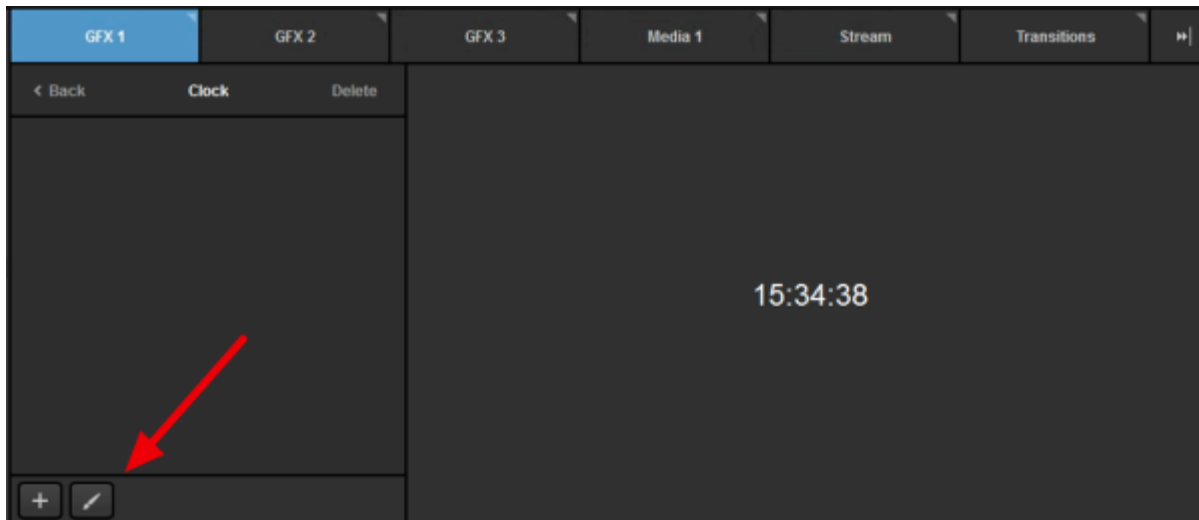 GFX 1 GFX 2 GFX 3 Media 1 Stream Transitions
< Back Clock Delete
15:34:38